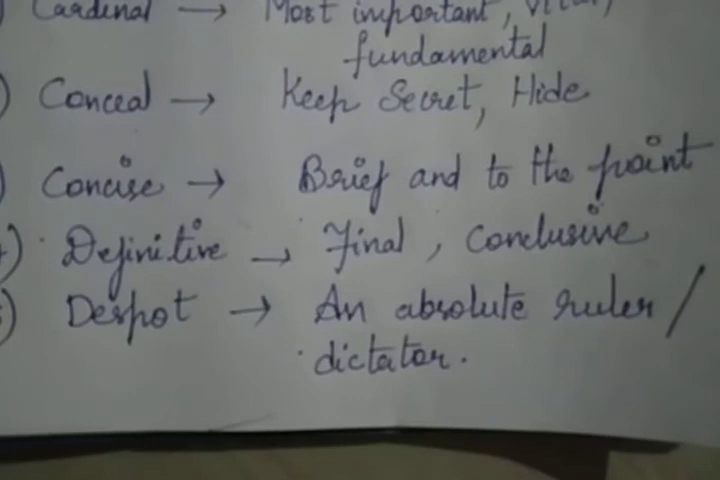 Cardinal → Most important, vital,
fundamental
) Conceal → Keep Secret, Hide
) Concise → Brief and to the point
) Definitive → Final, Conclusive
) Despot → An absolute ruler /
dictator.